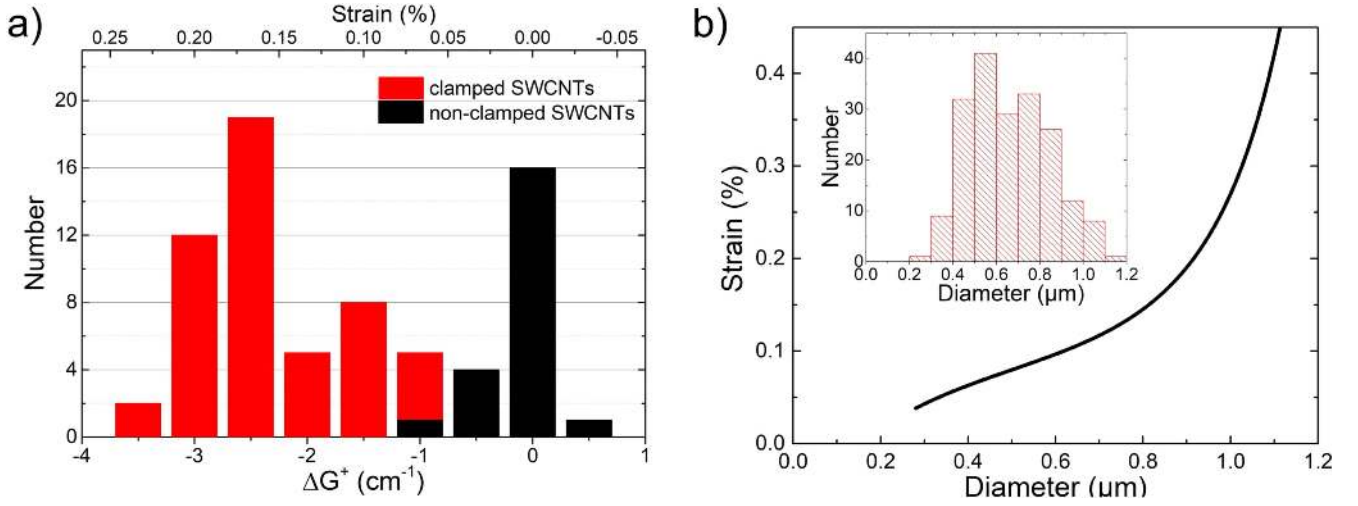 a)
Strain (%)
0.25 0.20 0.15 0.10 0.05 0.00 -0.05
clamped SWCNTs
non-clamped SWCNTs
20
16
12
8
4
0
Number
-4 -3 -2 -1 0 1
ΔG⁺ (cm⁻¹)
b)
0.4
0.3
0.2
0.1
0.0
Strain (%)
40
30
20
10
0
Number
0.0 0.2 0.4 0.6 0.8 1.0 1.2
Diameter (µm)
0.0 0.2 0.4 0.6 0.8 1.0 1.2
Diameter (µm)